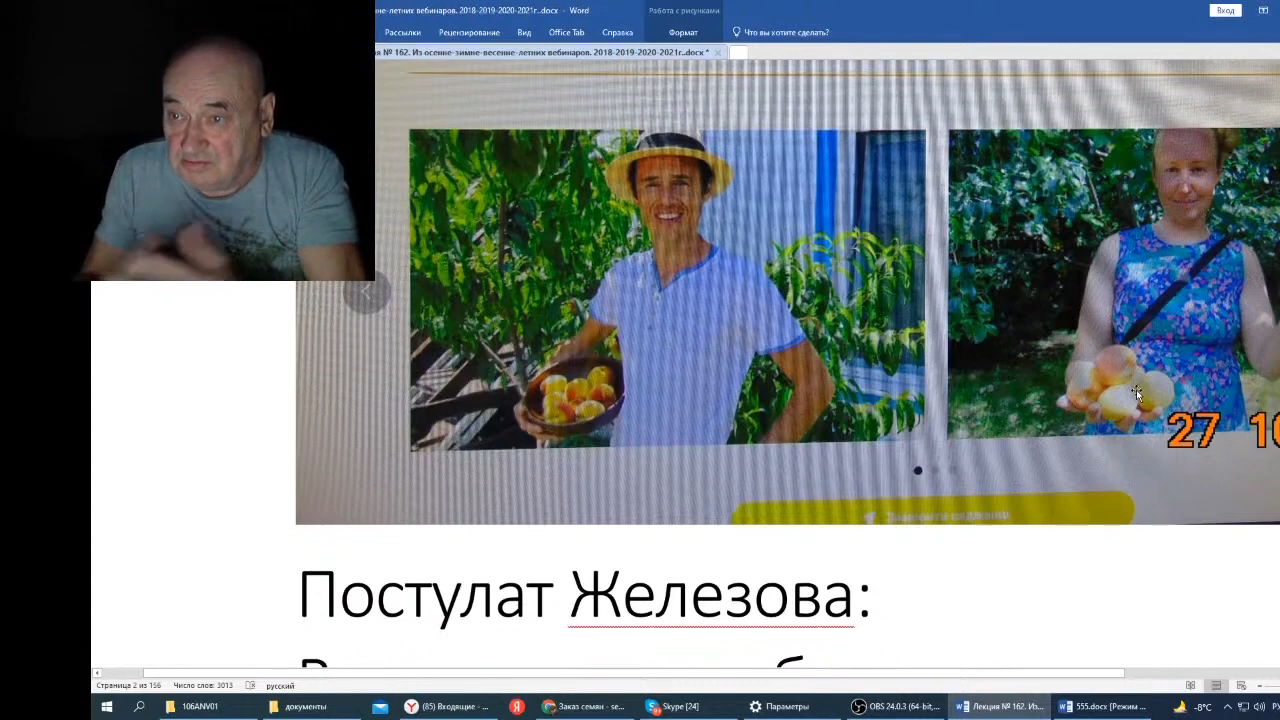 не-летних вебинаров. 2018-2019-2020-2021г..docx - Word
Работа с рисунками
Вход
Рассылки Рецензирование Вид Office Tab Справка Формат Что вы хотите сделать?
я № 162. Из осенне-зимне-весенне-летних вебинаров. 2018-2019-2020-2021г..docx *
27 10
Постулат Железова:
Страница 2 из 156 Число слов: 3013 русский
106ANV01 документы (85) Входящие - ... Заказ семян - se... Skype [24] Параметры OBS 24.0.3 (64-bit,... Лекция № 162. Из... 555.docx [Режим ... -8°C